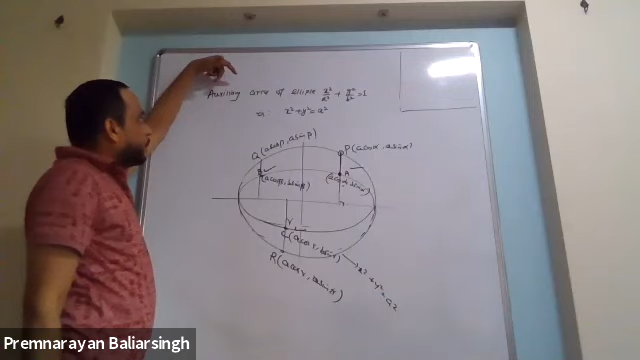 Auxiliary circle of ellipse x²/a² + y²/b² = 1
is x² + y² = a²
Q (a cosβ, a sinβ)
P (a cosα, a sinα)
B
(a cosβ, b sinβ)
A
(a cosα, b sinα)
C (a cosγ, b sinγ)
R (a cosγ, a sinγ)
x² + y² = a²
Premnarayan Baliarsingh